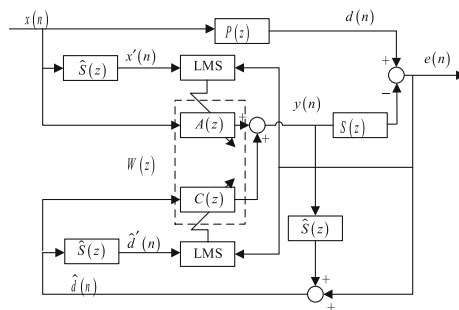 x(n)
P(z)
d(n)
Ŝ(z)
x′(n)
LMS
+
e(n)
−
A(z)
+
y(n)
S(z)
+
W(z)
C(z)
Ŝ(z)
Ŝ(z)
d̂′(n)
LMS
d̂(n)
+
+